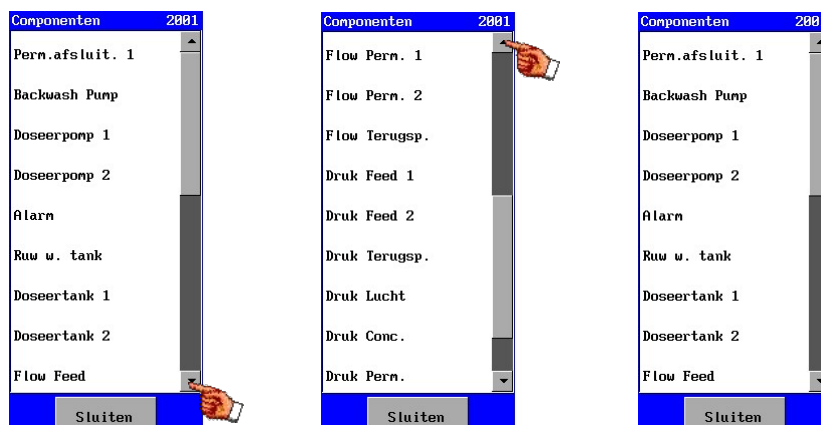 Componenten 2001
Perm.afsluit. 1
Backwash Pump
Doseerpomp 1
Doseerpomp 2
Alarm
Ruw w. tank
Doseertank 1
Doseertank 2
Flow Feed
Sluiten
Componenten 2001
Flow Perm. 1
Flow Perm. 2
Flow Terugsp.
Druk Feed 1
Druk Feed 2
Druk Terugsp.
Druk Lucht
Druk Conc.
Druk Perm.
Sluiten
Componenten 200
Perm.afsluit. 1
Backwash Pump
Doseerpomp 1
Doseerpomp 2
Alarm
Ruw w. tank
Doseertank 1
Doseertank 2
Flow Feed
Sluiten